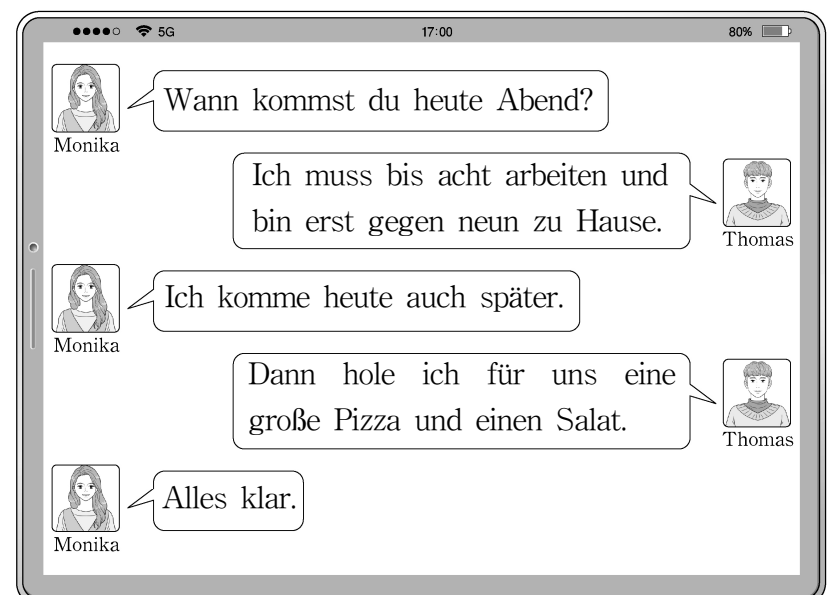 5G 17:00 80%
Wann kommst du heute Abend?
Monika
Ich muss bis acht arbeiten und
bin erst gegen neun zu Hause.
Thomas
Ich komme heute auch später.
Monika
Dann hole ich für uns eine
große Pizza und einen Salat.
Thomas
Alles klar.
Monika